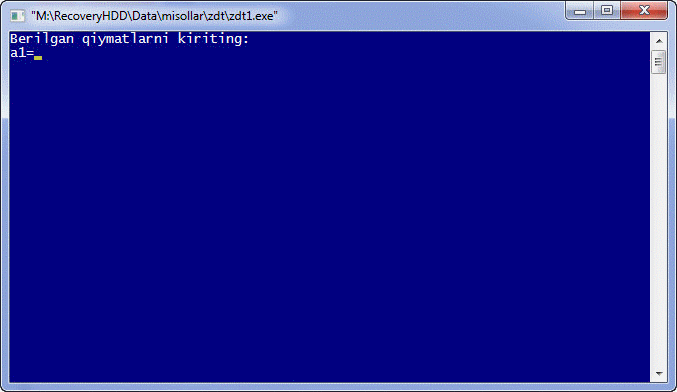 "M:\RecoveryHDD\Data\misollar\zdt\zdt1.exe"
Berilgan qiymatlarni kiriting:
a1=